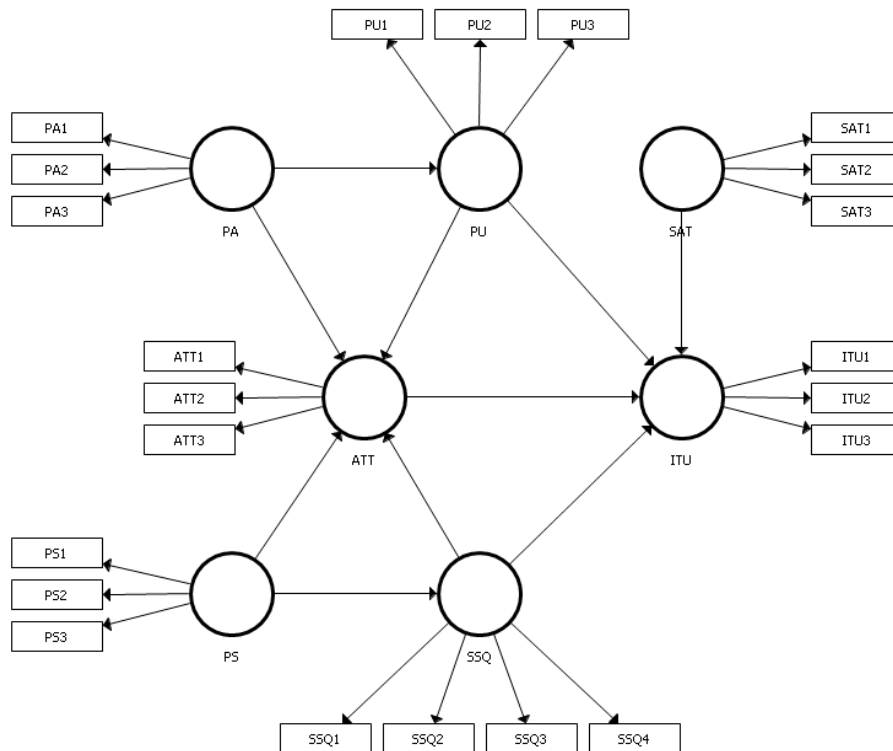 PU1 PU2 PU3
PA1
PA2
PA3
SAT1
SAT2
SAT3
PA PU SAT
ATT1
ATT2
ATT3
ITU1
ITU2
ITU3
ATT ITU
PS1
PS2
PS3
PS SSQ
SSQ1 SSQ2 SSQ3 SSQ4